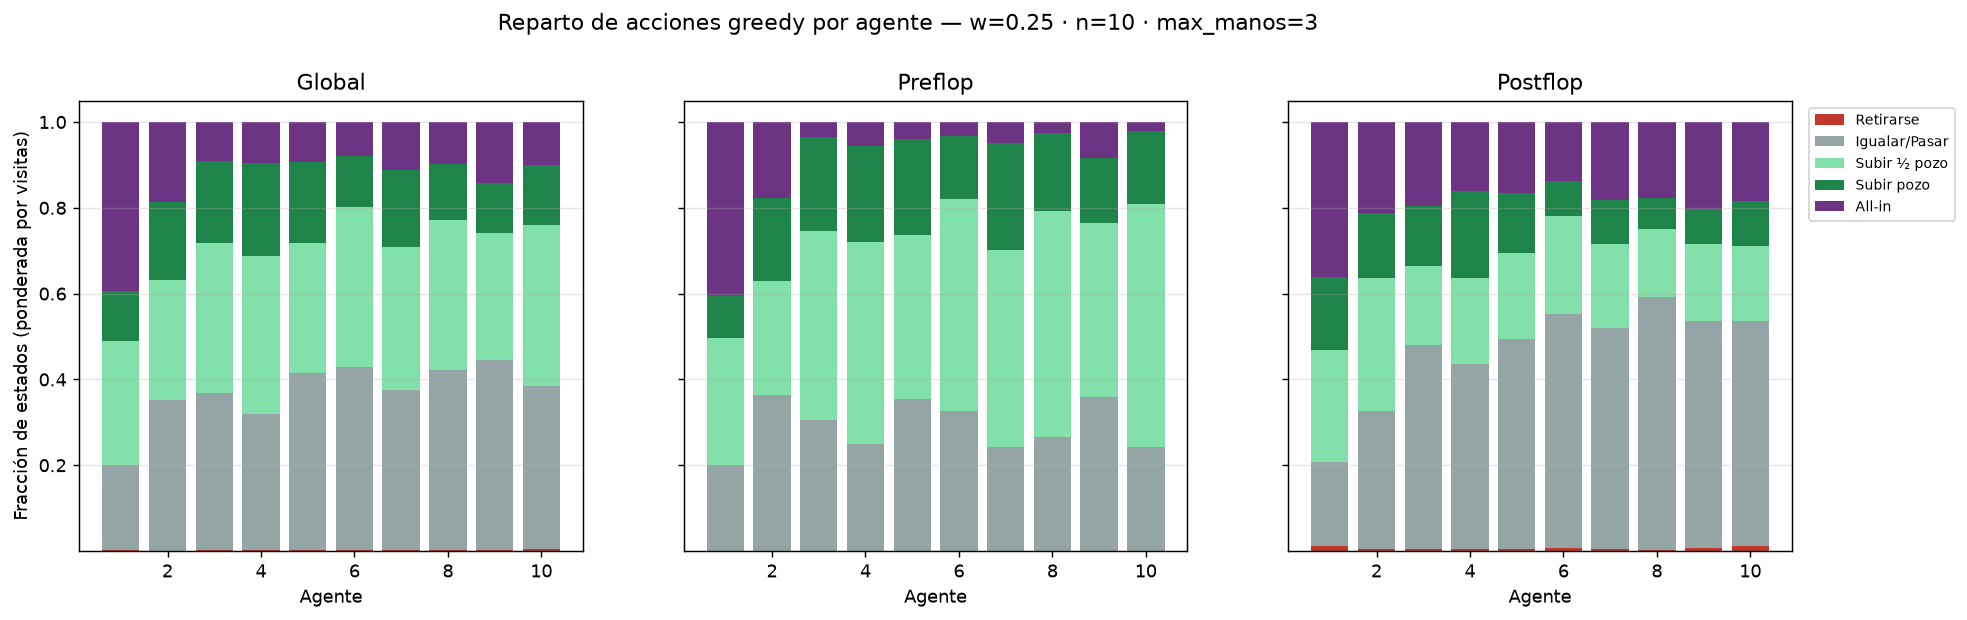 Reparto de acciones greedy por agente — w=0.25 · n=10 · max_manos=3
Global
Preflop
Postflop
Fracción de estados (ponderada por visitas)
1.0
0.8
0.6
0.4
0.2
2 4 6 8 10
2 4 6 8 10
2 4 6 8 10
Agente
Agente
Agente
Retirarse
Igualar/Pasar
Subir ½ pozo
Subir pozo
All-in